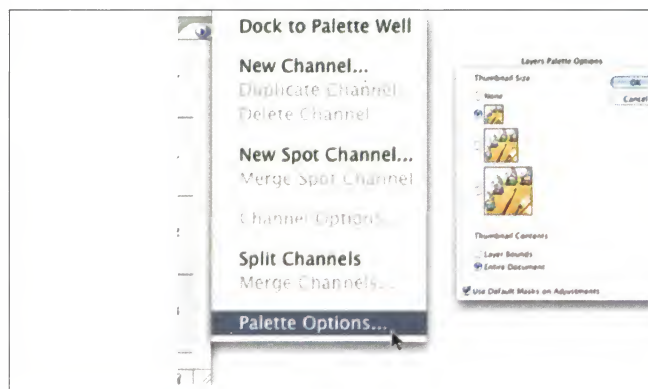 Dock to Palette Well
New Channel...
Duplicate Channel...
Delete Channel
New Spot Channel...
Merge Spot Channel
Channel Options...
Split Channels
Merge Channels...
Palette Options...
Layers Palette Options
Thumbnail Size
None
OK
Cancel
Thumbnail Contents
Layer Bounds
Entire Document
Use Default Masks on Adjustments